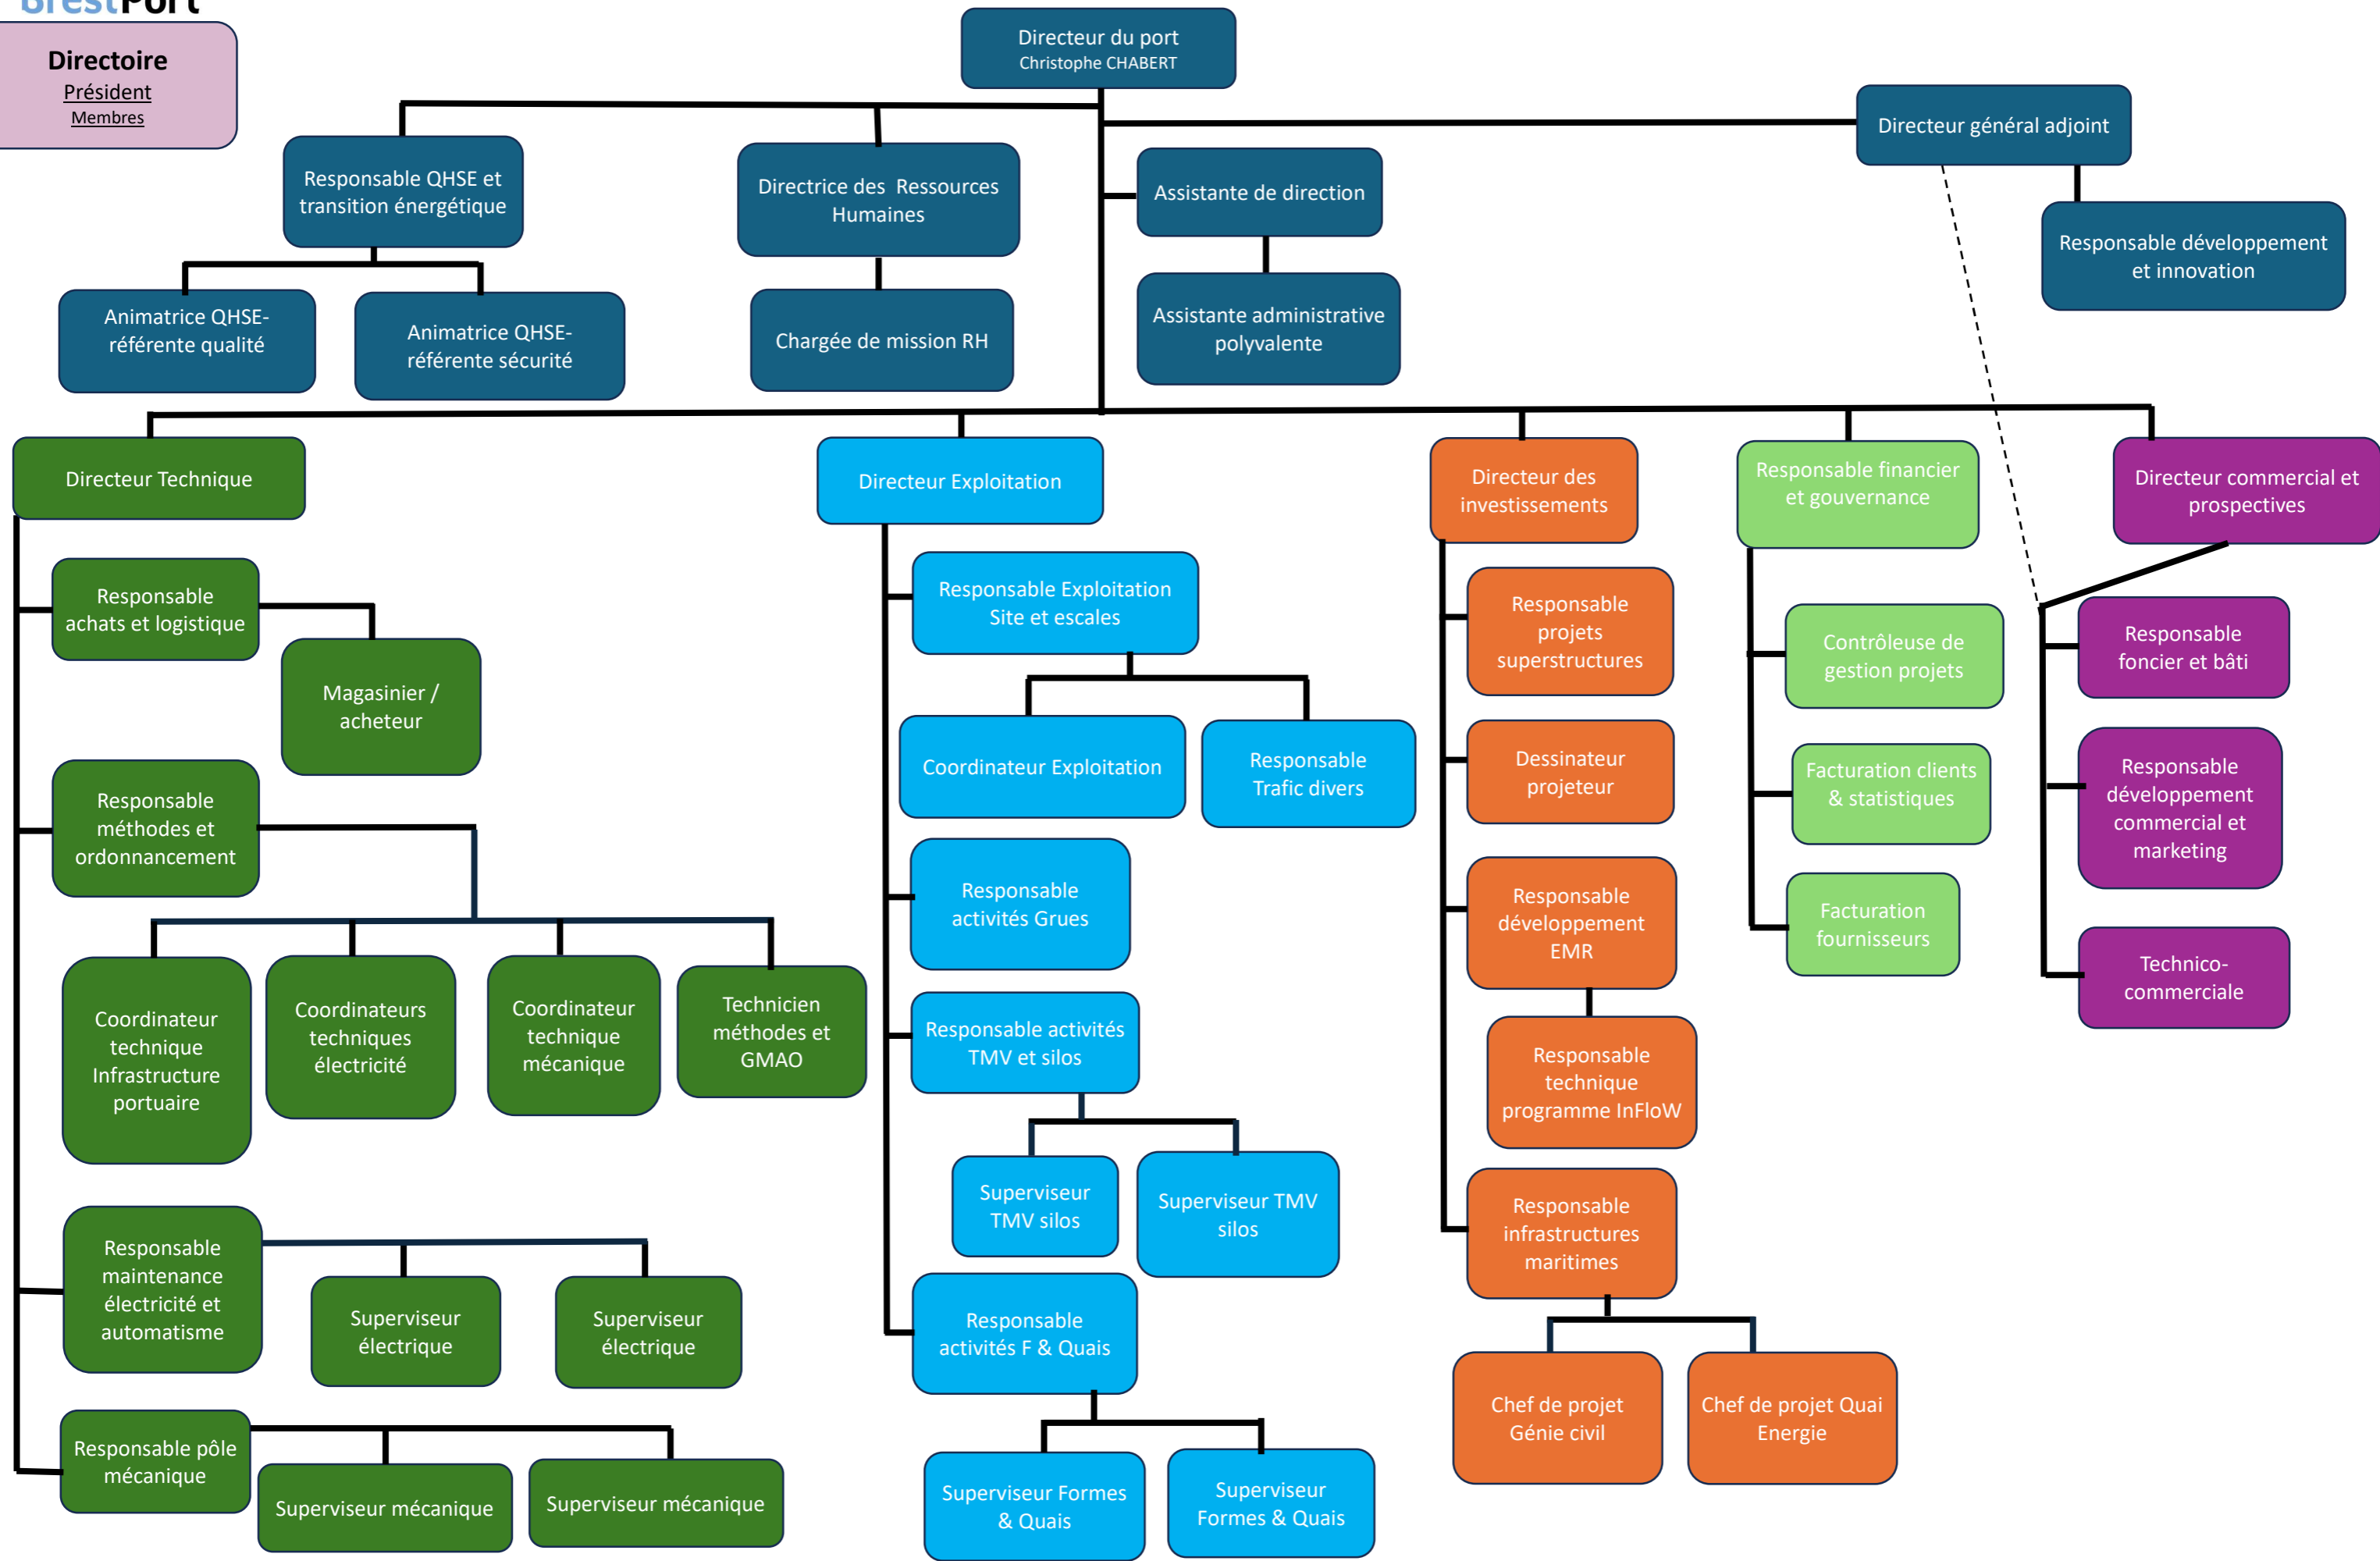 BrestPort
Directoire
Président
Membres
Directeur du port
Christophe CHABERT
Directeur général adjoint
Responsable QHSE et
transition énergétique
Directrice des Ressources
Humaines
Assistante de direction
Responsable développement
et innovation
Animatrice QHSE-
référente qualité
Animatrice QHSE-
référente sécurité
Chargée de mission RH
Assistante administrative
polyvalente
Directeur Technique
Responsable
achats et logistique
Magasinier /
acheteur
Responsable
méthodes et
ordonnancement
Coordinateur
technique
Infrastructure
portuaire
Coordinateurs
techniques
électricité
Coordinateur
technique
mécanique
Technicien
méthodes et
GMAO
Responsable
maintenance
électricité et
automatisme
Superviseur
électrique
Superviseur
électrique
Responsable pôle
mécanique
Superviseur mécanique
Superviseur mécanique
Directeur Exploitation
Responsable Exploitation
Site et escales
Coordinateur Exploitation
Responsable
Trafic divers
Responsable
activités Grues
Responsable activités
TMV et silos
Superviseur
TMV silos
Superviseur TMV
silos
Responsable
activités F & Quais
Superviseur Formes
& Quais
Superviseur
Formes & Quais
Directeur des
investissements
Responsable
projets
superstructures
Dessinateur
projeteur
Responsable
développement
EMR
Responsable
technique
programme InFloW
Responsable
infrastructures
maritimes
Chef de projet
Génie civil
Chef de projet Quai
Energie
Responsable financier
et gouvernance
Contrôleuse de
gestion projets
Facturation clients
& statistiques
Facturation
fournisseurs
Directeur commercial et
prospectives
Responsable
foncier et bâti
Responsable
développement
commercial et
marketing
Technico-
commerciale